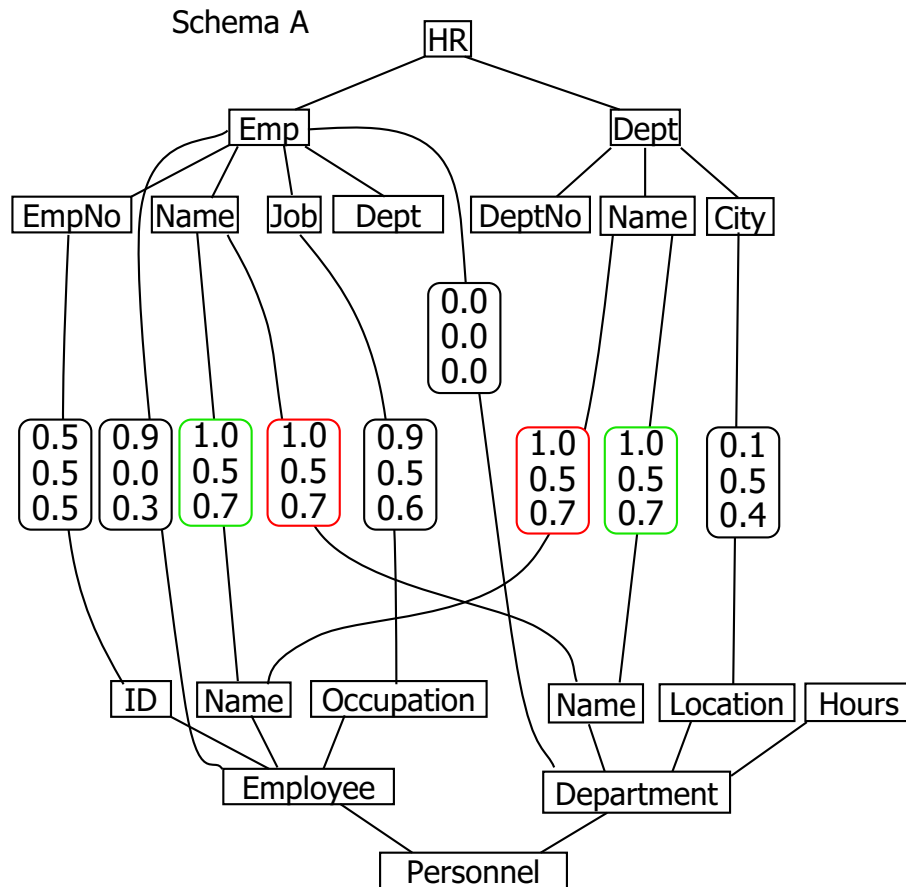 Schema A
HR
Emp
Dept
EmpNo
Name
Job
Dept
DeptNo
Name
City
0.0
0.0
0.0
0.5
0.5
0.5
0.9
0.0
0.3
1.0
0.5
0.7
1.0
0.5
0.7
0.9
0.5
0.6
1.0
0.5
0.7
1.0
0.5
0.7
0.1
0.5
0.4
ID
Name
Occupation
Name
Location
Hours
Employee
Department
Personnel